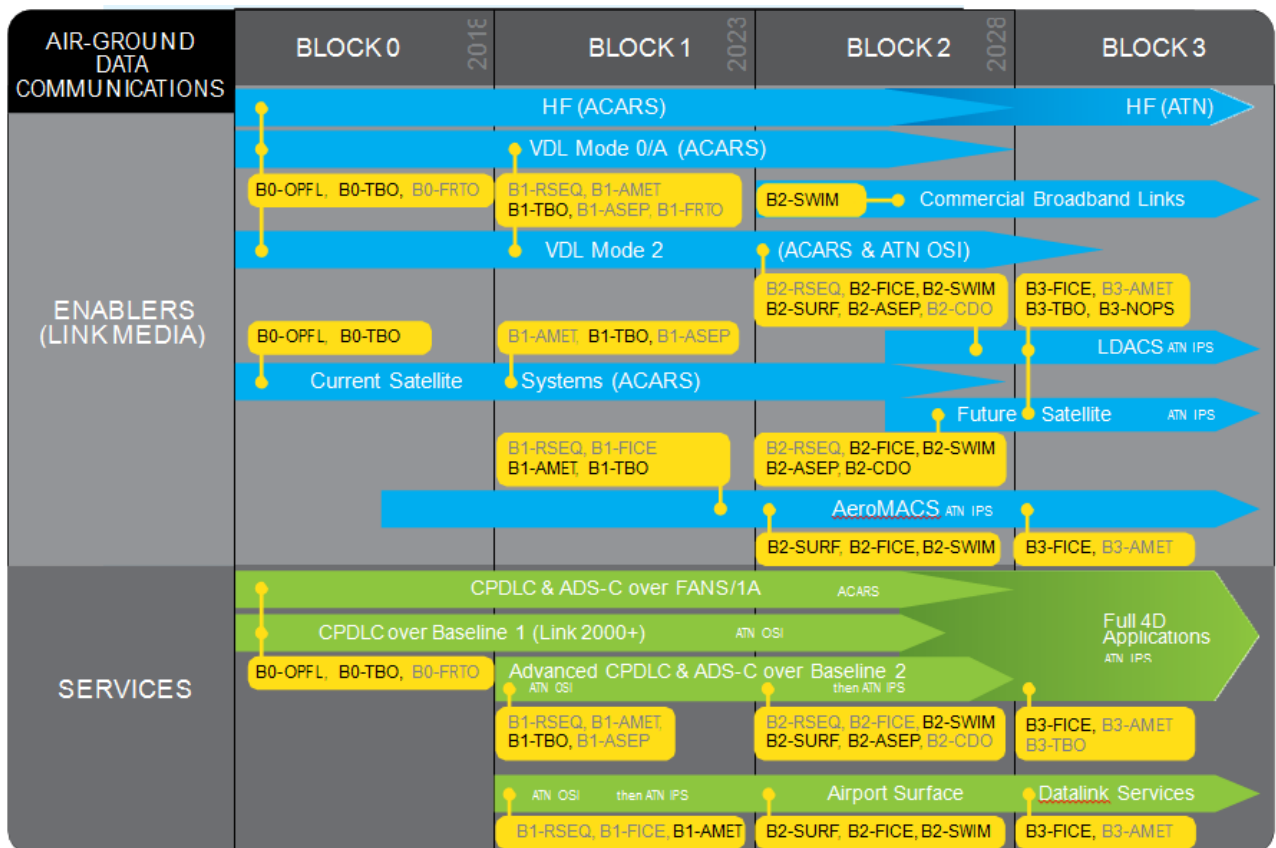 AIR-GROUND
DATA
COMMUNICATIONS
BLOCK 0
2018
BLOCK 1
2023
BLOCK 2
2028
BLOCK 3
ENABLERS
(LINK MEDIA)
HF (ACARS)
HF (ATN)
VDL Mode 0/A (ACARS)
B0-OPFL, B0-TBO, B0-FRTO
B1-RSEQ, B1-AMET
B1-TBO, B1-ASEP, B1-FRTO
B2-SWIM
Commercial Broadband Links
VDL Mode 2
(ACARS & ATN OSI)
B2-RSEQ, B2-FICE, B2-SWIM
B2-SURF, B2-ASEP, B2-CDO
B3-FICE, B3-AMET
B3-TBO, B3-NOPS
B0-OPFL, B0-TBO
B1-AMET, B1-TBO, B1-ASEP
LDACS ATN IPS
Current Satellite Systems (ACARS)
Future Satellite ATN IPS
B1-RSEQ, B1-FICE
B1-AMET, B1-TBO
B2-RSEQ, B2-FICE, B2-SWIM
B2-ASEP, B2-CDO
AeroMACS ATN IPS
B2-SURF, B2-FICE, B2-SWIM
B3-FICE, B3-AMET
SERVICES
CPDLC & ADS-C over FANS/1A ACARS
CPDLC over Baseline 1 (Link 2000+) ATN OSI
Full 4D
Applications
ATN IPS
B0-OPFL, B0-TBO, B0-FRTO
Advanced CPDLC & ADS-C over Baseline 2
ATN OSI then ATN IPS
B1-RSEQ, B1-AMET,
B1-TBO, B1-ASEP
B2-RSEQ, B2-FICE, B2-SWIM
B2-SURF, B2-ASEP, B2-CDO
B3-FICE, B3-AMET
B3-TBO
ATN OSI then ATN IPS Airport Surface Datalink Services
B1-RSEQ, B1-FICE, B1-AMET
B2-SURF, B2-FICE, B2-SWIM
B3-FICE, B3-AMET